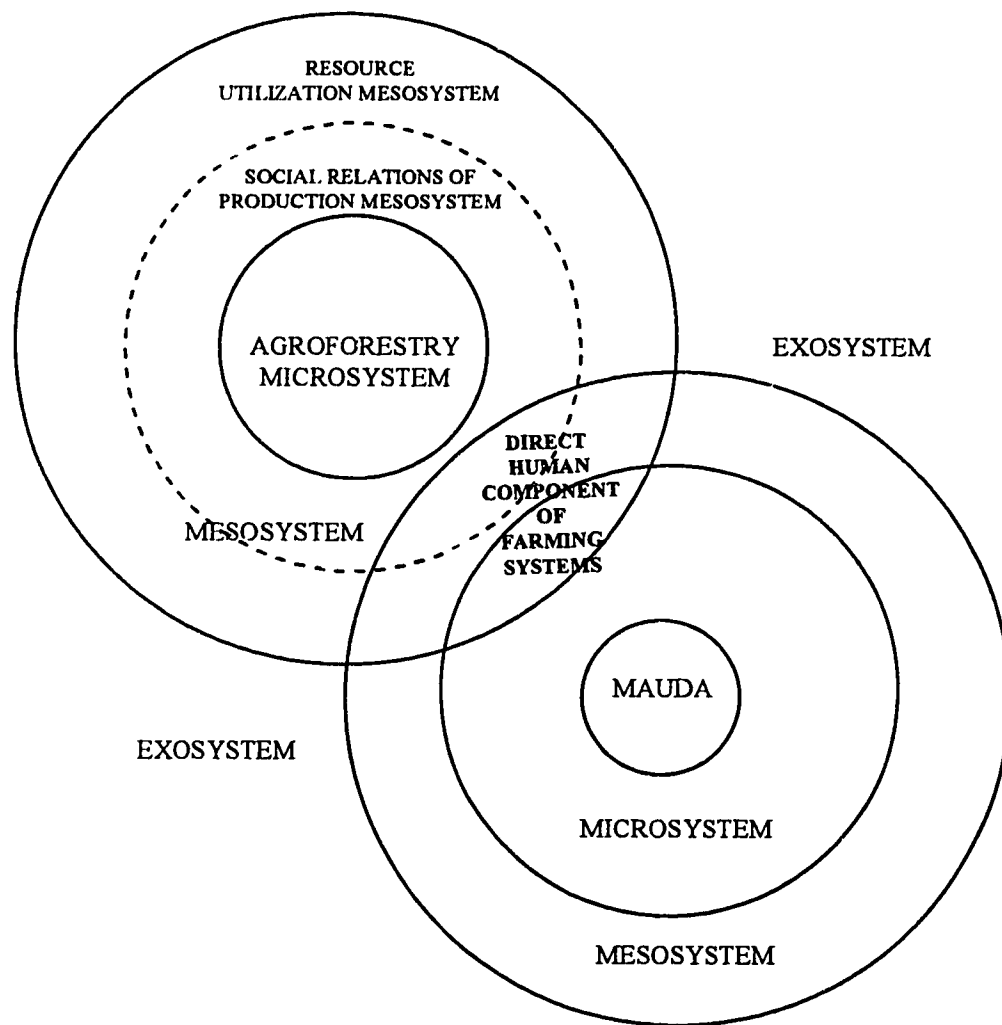 RESOURCE
UTILIZATION MESOSYSTEM
SOCIAL RELATIONS OF
PRODUCTION MESOSYSTEM
AGROFORESTRY
MICROSYSTEM
EXOSYSTEM
DIRECT
HUMAN
COMPONENT
OF
FARMING
SYSTEMS
MESOSYSTEM
MAUDA
EXOSYSTEM
MICROSYSTEM
MESOSYSTEM